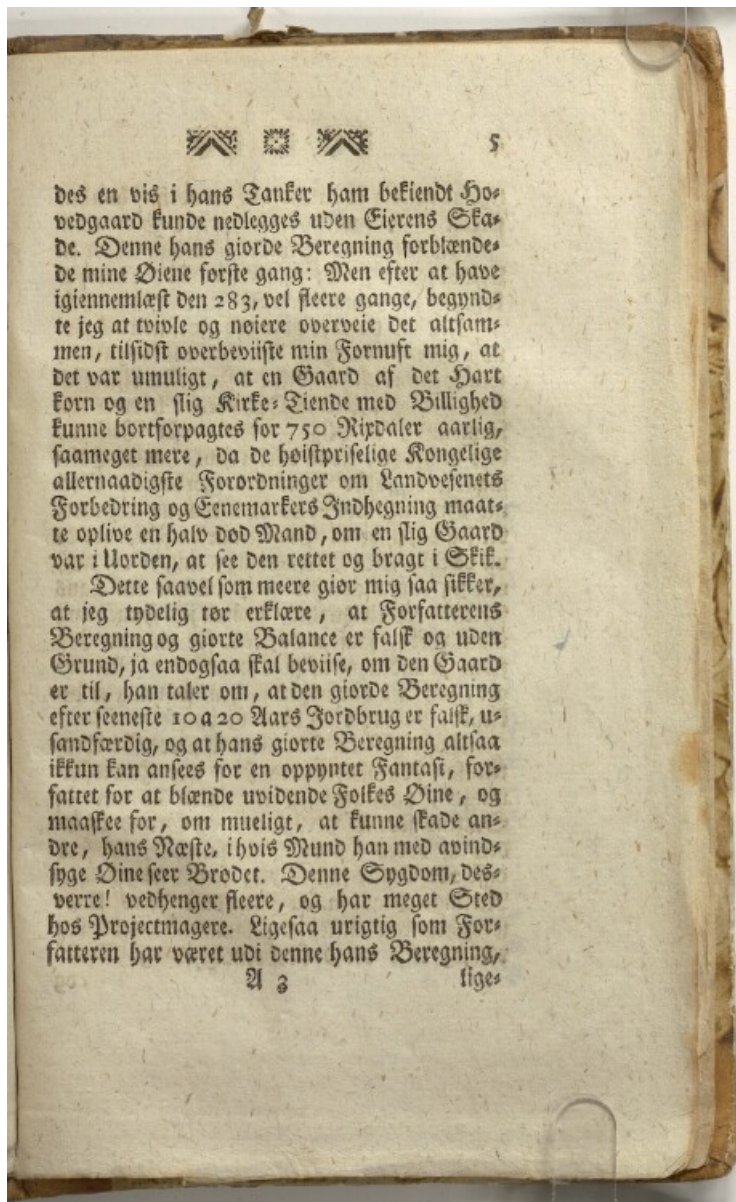 5
des en vis i hans Tanker ham bekiendt Ho-
vedgaard kunde nedlegges uden Eierens Ska-
de. Denne hans giorde Beregning forblænde-
de mine Øiene første gang: Men efter at have
igiennemlæst den 283, vel fleere gange, begynd-
te jeg at tvivle og nøiere overveie det altsam-
men, tilsidst overbeviiste min Fornuft mig, at
det var umuligt, at en Gaard af det Hart
korn og en slig Kirke-Tiende med Billighed
kunne bortforpagtes for 750 Rixdaler aarlig,
saameget mere, da de høistpriselige Kongelige
allernaadigste Forordninger om Landvesenets
Forbedring og Eenemarkers Indhegning maat-
te oplive en halv død Mand, om en slig Gaard
var i Uorden, at see den rettet og bragt i Skik.
Dette saavel som meere giør mig saa sikker,
at jeg tydelig tør erklære, at Forfatterens
Beregning og giorte Balance er falsk og uden
Grund, ja endogsaa skal beviise, om den Gaard
er til, han taler om, at den giorde Beregning
efter seeneste 10 a 20 Aars Jordbrug er falsk, u-
sandfærdig, og at hans giorte Beregning altsaa
ikkun kan ansees for en oppyntet Fantasi, for-
fattet for at blænde uvidende Folkes Øine, og
maaskee for, om mueligt, at kunne skade an-
dre, hans Næste, i hvis Mund han med avind-
syge Øine seer Brødet. Denne Sygdom, des-
verre! vedhenger fleere, og har meget Sted
hos Projectmagere. Ligesaa urigtig som For-
fatteren har været udi denne hans Beregning,
A 3 lige-